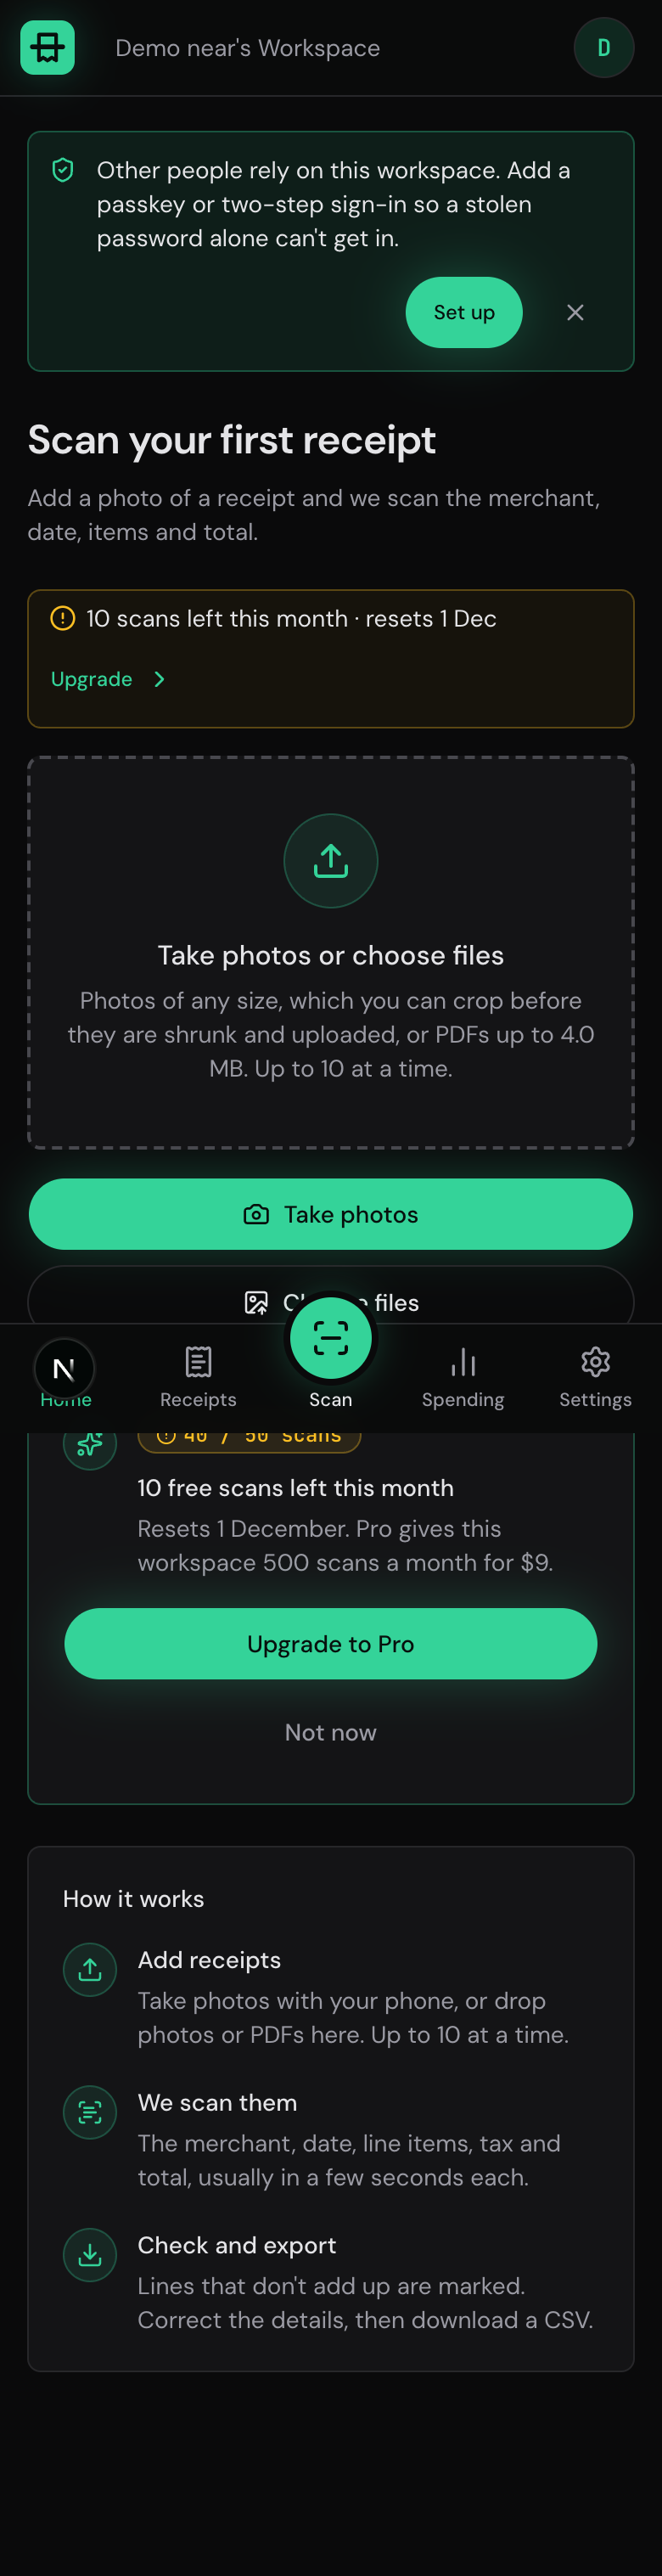 Demo near's Workspace
D
Other people rely on this workspace. Add a
passkey or two-step sign-in so a stolen
password alone can't get in.
Set up
Scan your first receipt
Add a photo of a receipt and we scan the merchant,
date, items and total.
10 scans left this month · resets 1 Dec
Upgrade
Take photos or choose files
Photos of any size, which you can crop before
they are shrunk and uploaded, or PDFs up to 4.0
MB. Up to 10 at a time.
Take photos
files
N
Home
Receipts
Scan
Spending
Settings
40 / 50 scans
10 free scans left this month
Resets 1 December. Pro gives this
workspace 500 scans a month for $9.
Upgrade to Pro
Not now
How it works
Add receipts
Take photos with your phone, or drop
photos or PDFs here. Up to 10 at a time.
We scan them
The merchant, date, line items, tax and
total, usually in a few seconds each.
Check and export
Lines that don't add up are marked.
Correct the details, then download a CSV.